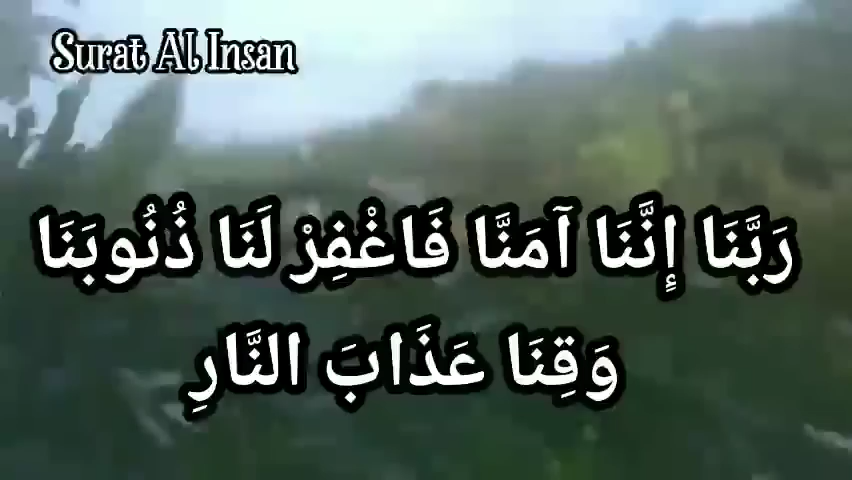 Surat Al Insan
رَبَّنَا إِنَّنَا آمَنَّا فَاغْفِرْ لَنَا ذُنُوبَنَا
وَقِنَا عَذَابَ النَّارِ